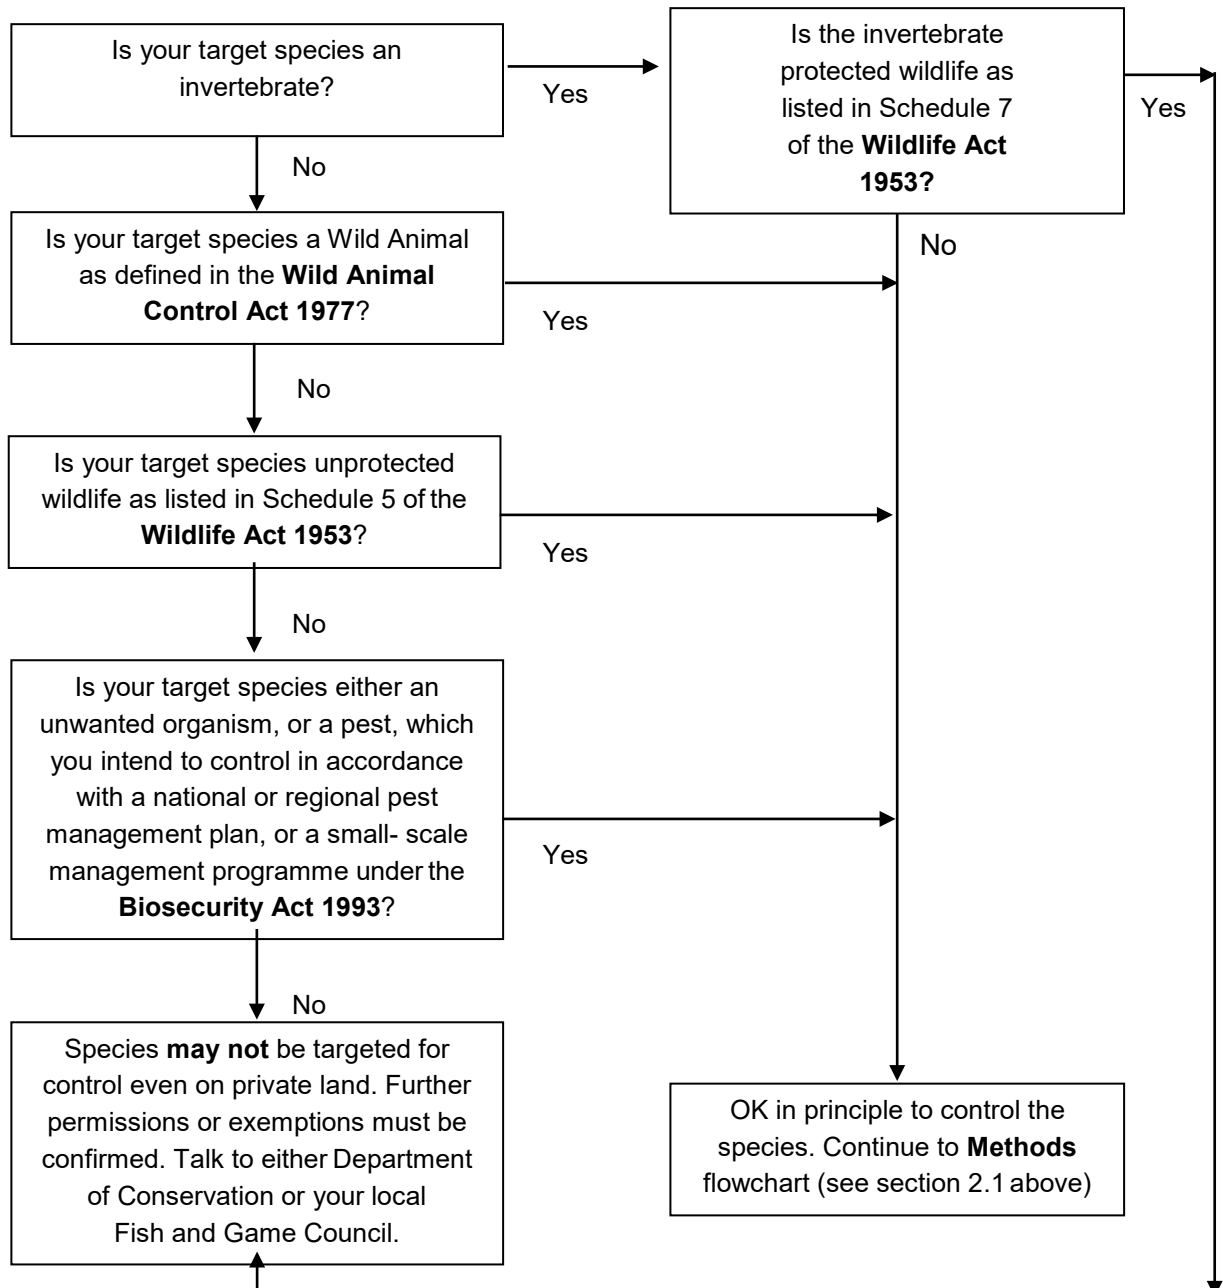 Is your target species an
invertebrate?
Yes
Is the invertebrate
protected wildlife as
listed in Schedule 7
of the Wildlife Act
1953?
Yes
No
No
Is your target species a Wild Animal
as defined in the Wild Animal
Control Act 1977?
Yes
No
Is your target species unprotected
wildlife as listed in Schedule 5 of the
Wildlife Act 1953?
Yes
No
Is your target species either an
unwanted organism, or a pest, which
you intend to control in accordance
with a national or regional pest
management plan, or a small- scale
management programme under the
Biosecurity Act 1993?
Yes
No
Species may not be targeted for
control even on private land. Further
permissions or exemptions must be
confirmed. Talk to either Department
of Conservation or your local
Fish and Game Council.
OK in principle to control the
species. Continue to Methods
flowchart (see section 2.1 above)